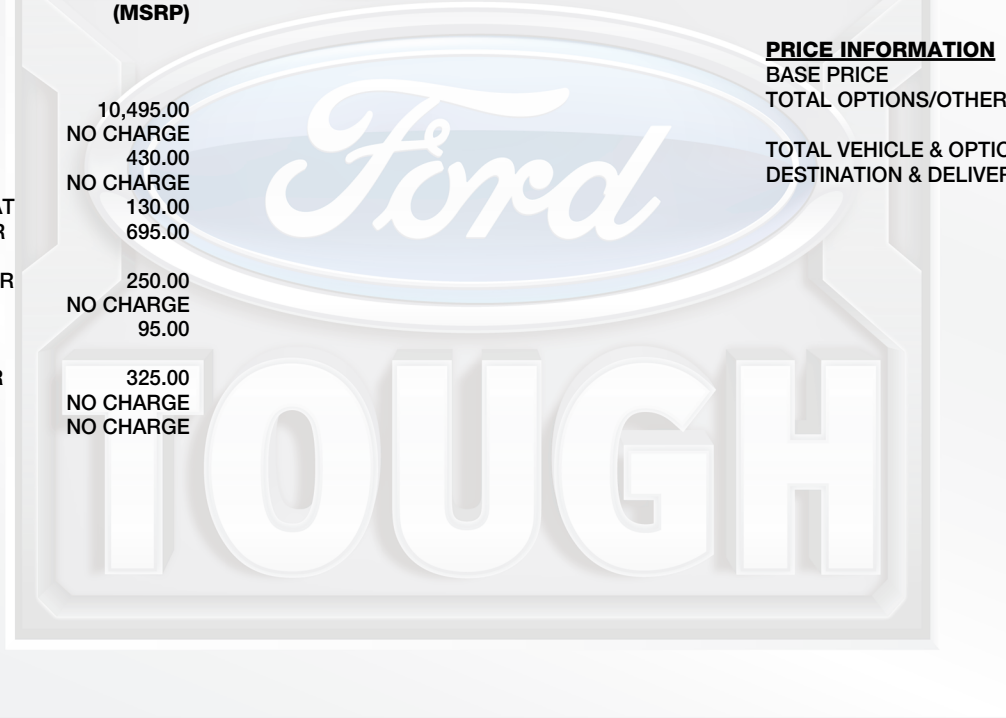 (MSRP)
10,495.00
NO CHARGE
430.00
NO CHARGE
AT 130.00
R 695.00
R 250.00
NO CHARGE
95.00
R 325.00
NO CHARGE
NO CHARGE
PRICE INFORMATION
BASE PRICE
TOTAL OPTIONS/OTHER
TOTAL VEHICLE & OPTIO
DESTINATION & DELIVER
Ford
TOUGH